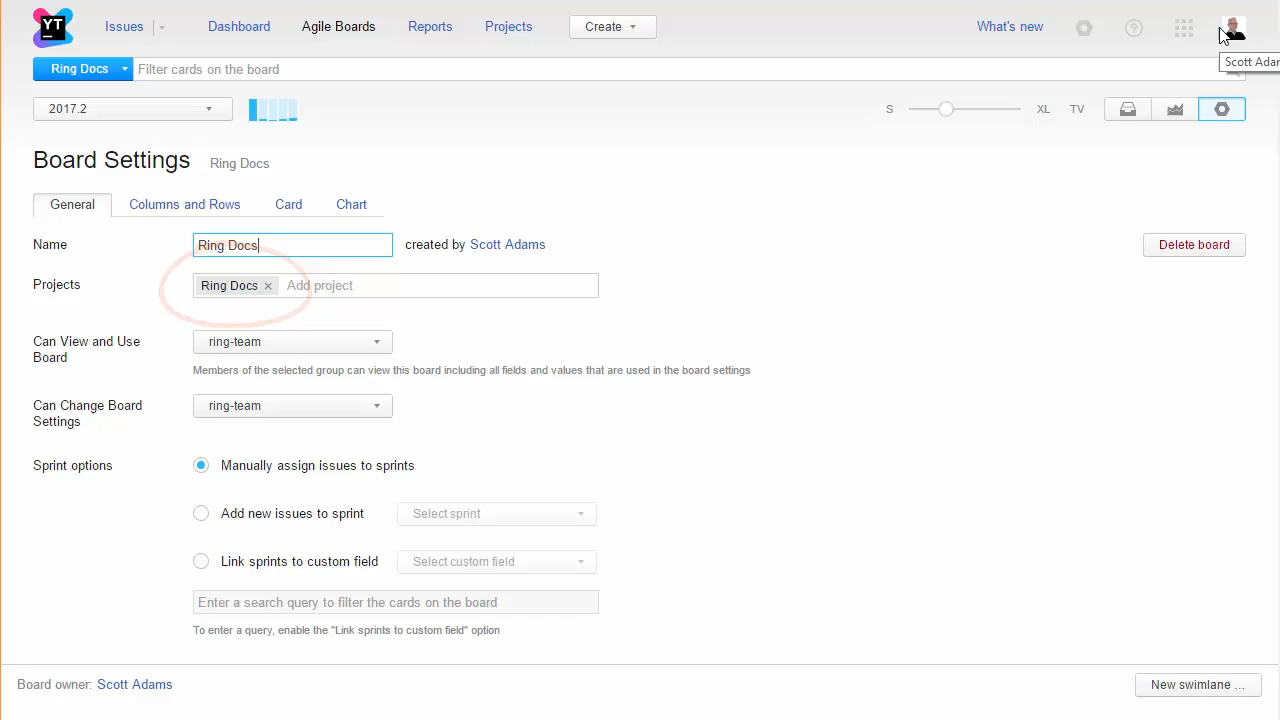 YT
Issues Dashboard Agile Boards Reports Projects Create What's new
Scott Adam
Ring Docs Filter cards on the board
2017.2 S XL TV
Board Settings Ring Docs
General Columns and Rows Card Chart
Name Ring Docs created by Scott Adams Delete board
Projects Ring Docs × Add project
Can View and Use
Board
ring-team
Members of the selected group can view this board including all fields and values that are used in the board settings
Can Change Board
Settings
ring-team
Sprint options Manually assign issues to sprints
Add new issues to sprint Select sprint
Link sprints to custom field Select custom field
Enter a search query to filter the cards on the board
To enter a query, enable the "Link sprints to custom field" option
Board owner: Scott Adams New swimlane ...